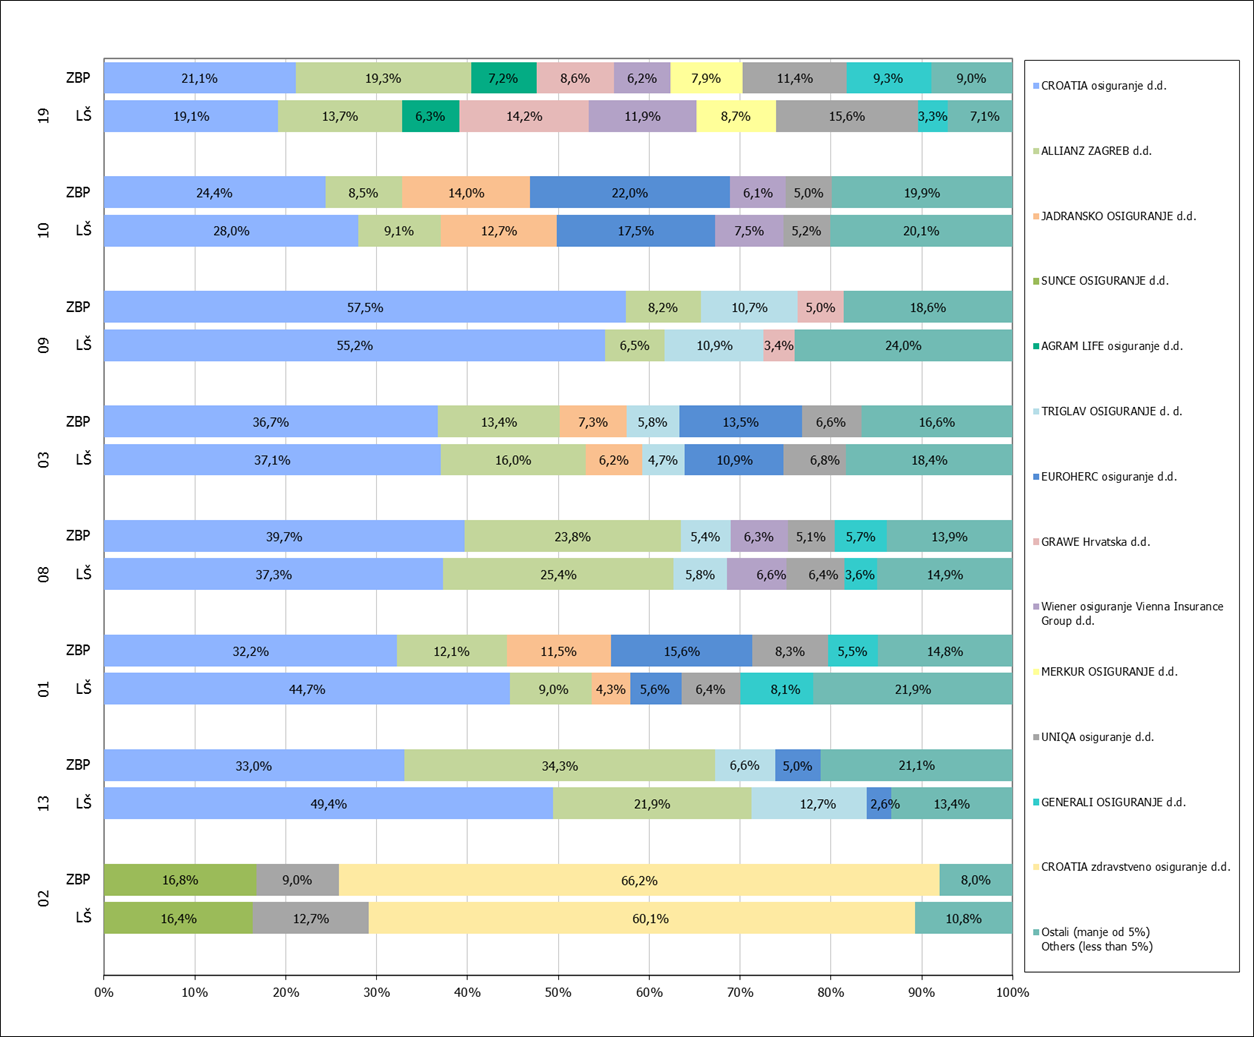 ZBP 21,1% 19,3% 7,2% 8,6% 6,2% 7,9% 11,4% 9,3% 9,0%
19
LŠ 19,1% 13,7% 6,3% 14,2% 11,9% 8,7% 15,6% 3,3% 7,1%
ZBP 24,4% 8,5% 14,0% 22,0% 6,1% 5,0% 19,9%
10
LŠ 28,0% 9,1% 12,7% 17,5% 7,5% 5,2% 20,1%
ZBP 57,5% 8,2% 10,7% 5,0% 18,6%
09
LŠ 55,2% 6,5% 10,9% 3,4% 24,0%
ZBP 36,7% 13,4% 7,3% 5,8% 13,5% 6,6% 16,6%
03
LŠ 37,1% 16,0% 6,2% 4,7% 10,9% 6,8% 18,4%
ZBP 39,7% 23,8% 5,4% 6,3% 5,1% 5,7% 13,9%
08
LŠ 37,3% 25,4% 5,8% 6,6% 6,4% 3,6% 14,9%
ZBP 32,2% 12,1% 11,5% 15,6% 8,3% 5,5% 14,8%
01
LŠ 44,7% 9,0% 4,3% 5,6% 6,4% 8,1% 21,9%
ZBP 33,0% 34,3% 6,6% 5,0% 21,1%
13
LŠ 49,4% 21,9% 12,7% 2,6% 13,4%
ZBP 16,8% 9,0% 66,2% 8,0%
02
LŠ 16,4% 12,7% 60,1% 10,8%
0% 10% 20% 30% 40% 50% 60% 70% 80% 90% 100%
CROATIA osiguranje d.d.
ALLIANZ ZAGREB d.d.
JADRANSKO OSIGURANJE d.d.
SUNCE OSIGURANJE d.d.
AGRAM LIFE osiguranje d.d.
TRIGLAV OSIGURANJE d. d.
EUROHERC osiguranje d.d.
GRAWE Hrvatska d.d.
Wiener osiguranje Vienna Insurance
Group d.d.
MERKUR OSIGURANJE d.d.
UNIQA osiguranje d.d.
GENERALI OSIGURANJE d.d.
CROATIA zdravstveno osiguranje d.d.
Ostali (manje od 5%)
Others (less than 5%)